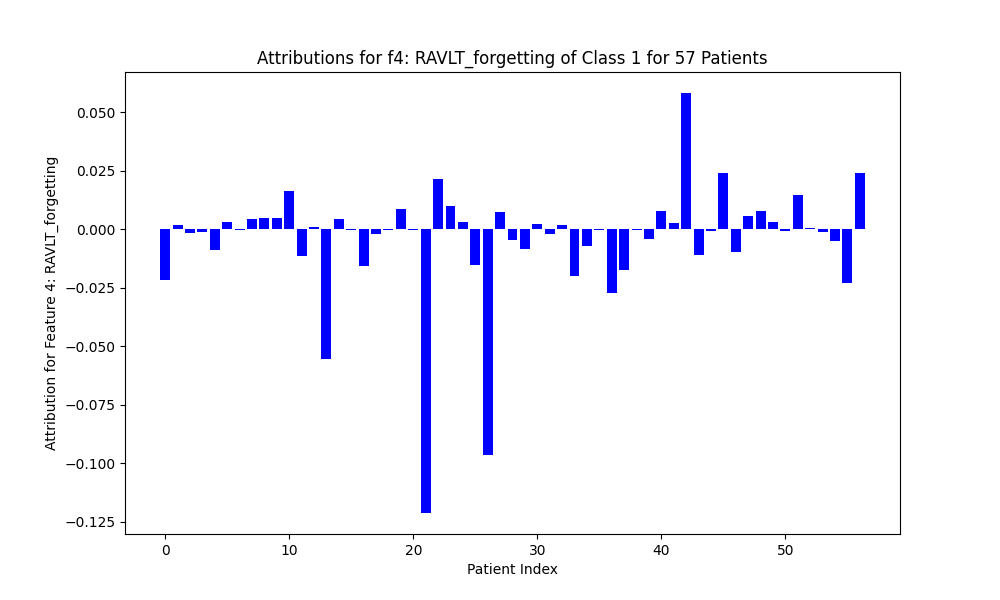 Attributions for f4: RAVLT_forgetting of Class 1 for 57 Patients
Attribution for Feature 4: RAVLT_forgetting
0.050
0.025
0.000
−0.025
−0.050
−0.075
−0.100
−0.125
0 10 20 30 40 50
Patient Index